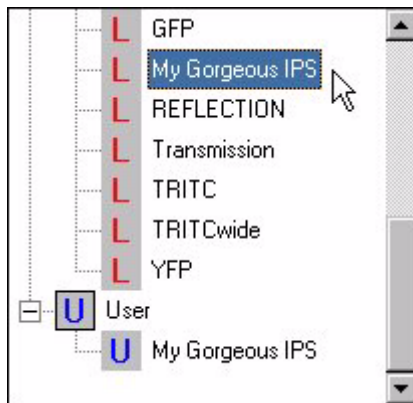 L GFP
L My Gorgeous IPS
L REFLECTION
L Transmission
L TRITC
L TRITCwide
L YFP
U User
U My Gorgeous IPS